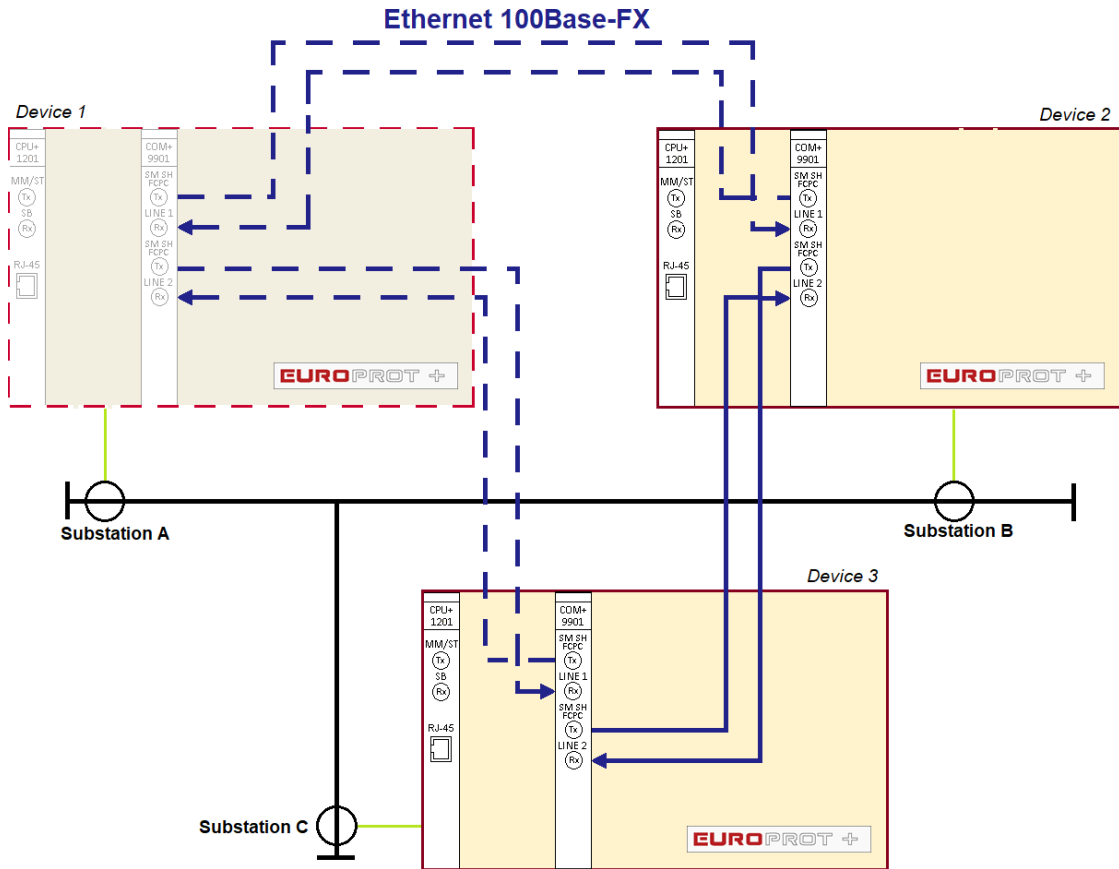 Ethernet 100Base-FX
Device 1
CPU+
1201
MM/ST
Tx
SB
Rx
RJ-45
COM+
9901
SM SH
FCPC
Tx
LINE 1
Rx
SM SH
FCPC
Tx
LINE 2
Rx
EUROPROT +
Device 2
CPU+
1201
MM/ST
Tx
SB
Rx
RJ-45
COM+
9901
SM SH
FCPC
Tx
LINE 1
Rx
SM SH
FCPC
Tx
LINE 2
Rx
EUROPROT +
Substation A
Substation B
Device 3
CPU+
1201
MM/ST
Tx
SB
Rx
RJ-45
COM+
9901
SM SH
FCPC
Tx
LINE 1
Rx
SM SH
FCPC
Tx
LINE 2
Rx
EUROPROT +
Substation C